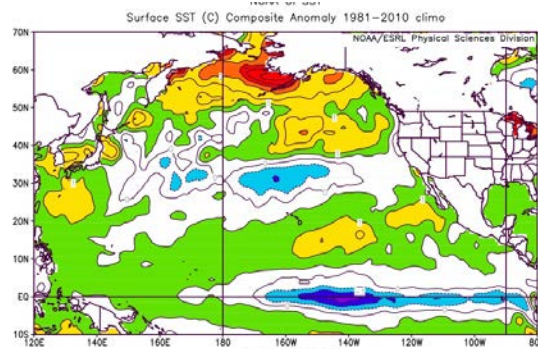 Surface SST (C) Composite Anomaly 1981-2010 climo
NOAA/ESRL Physical Sciences Division
70N
60N
50N
40N
30N
20N
10N
EQ
10S
120E 140E 160E 180 160W 140W 120W 100W 80